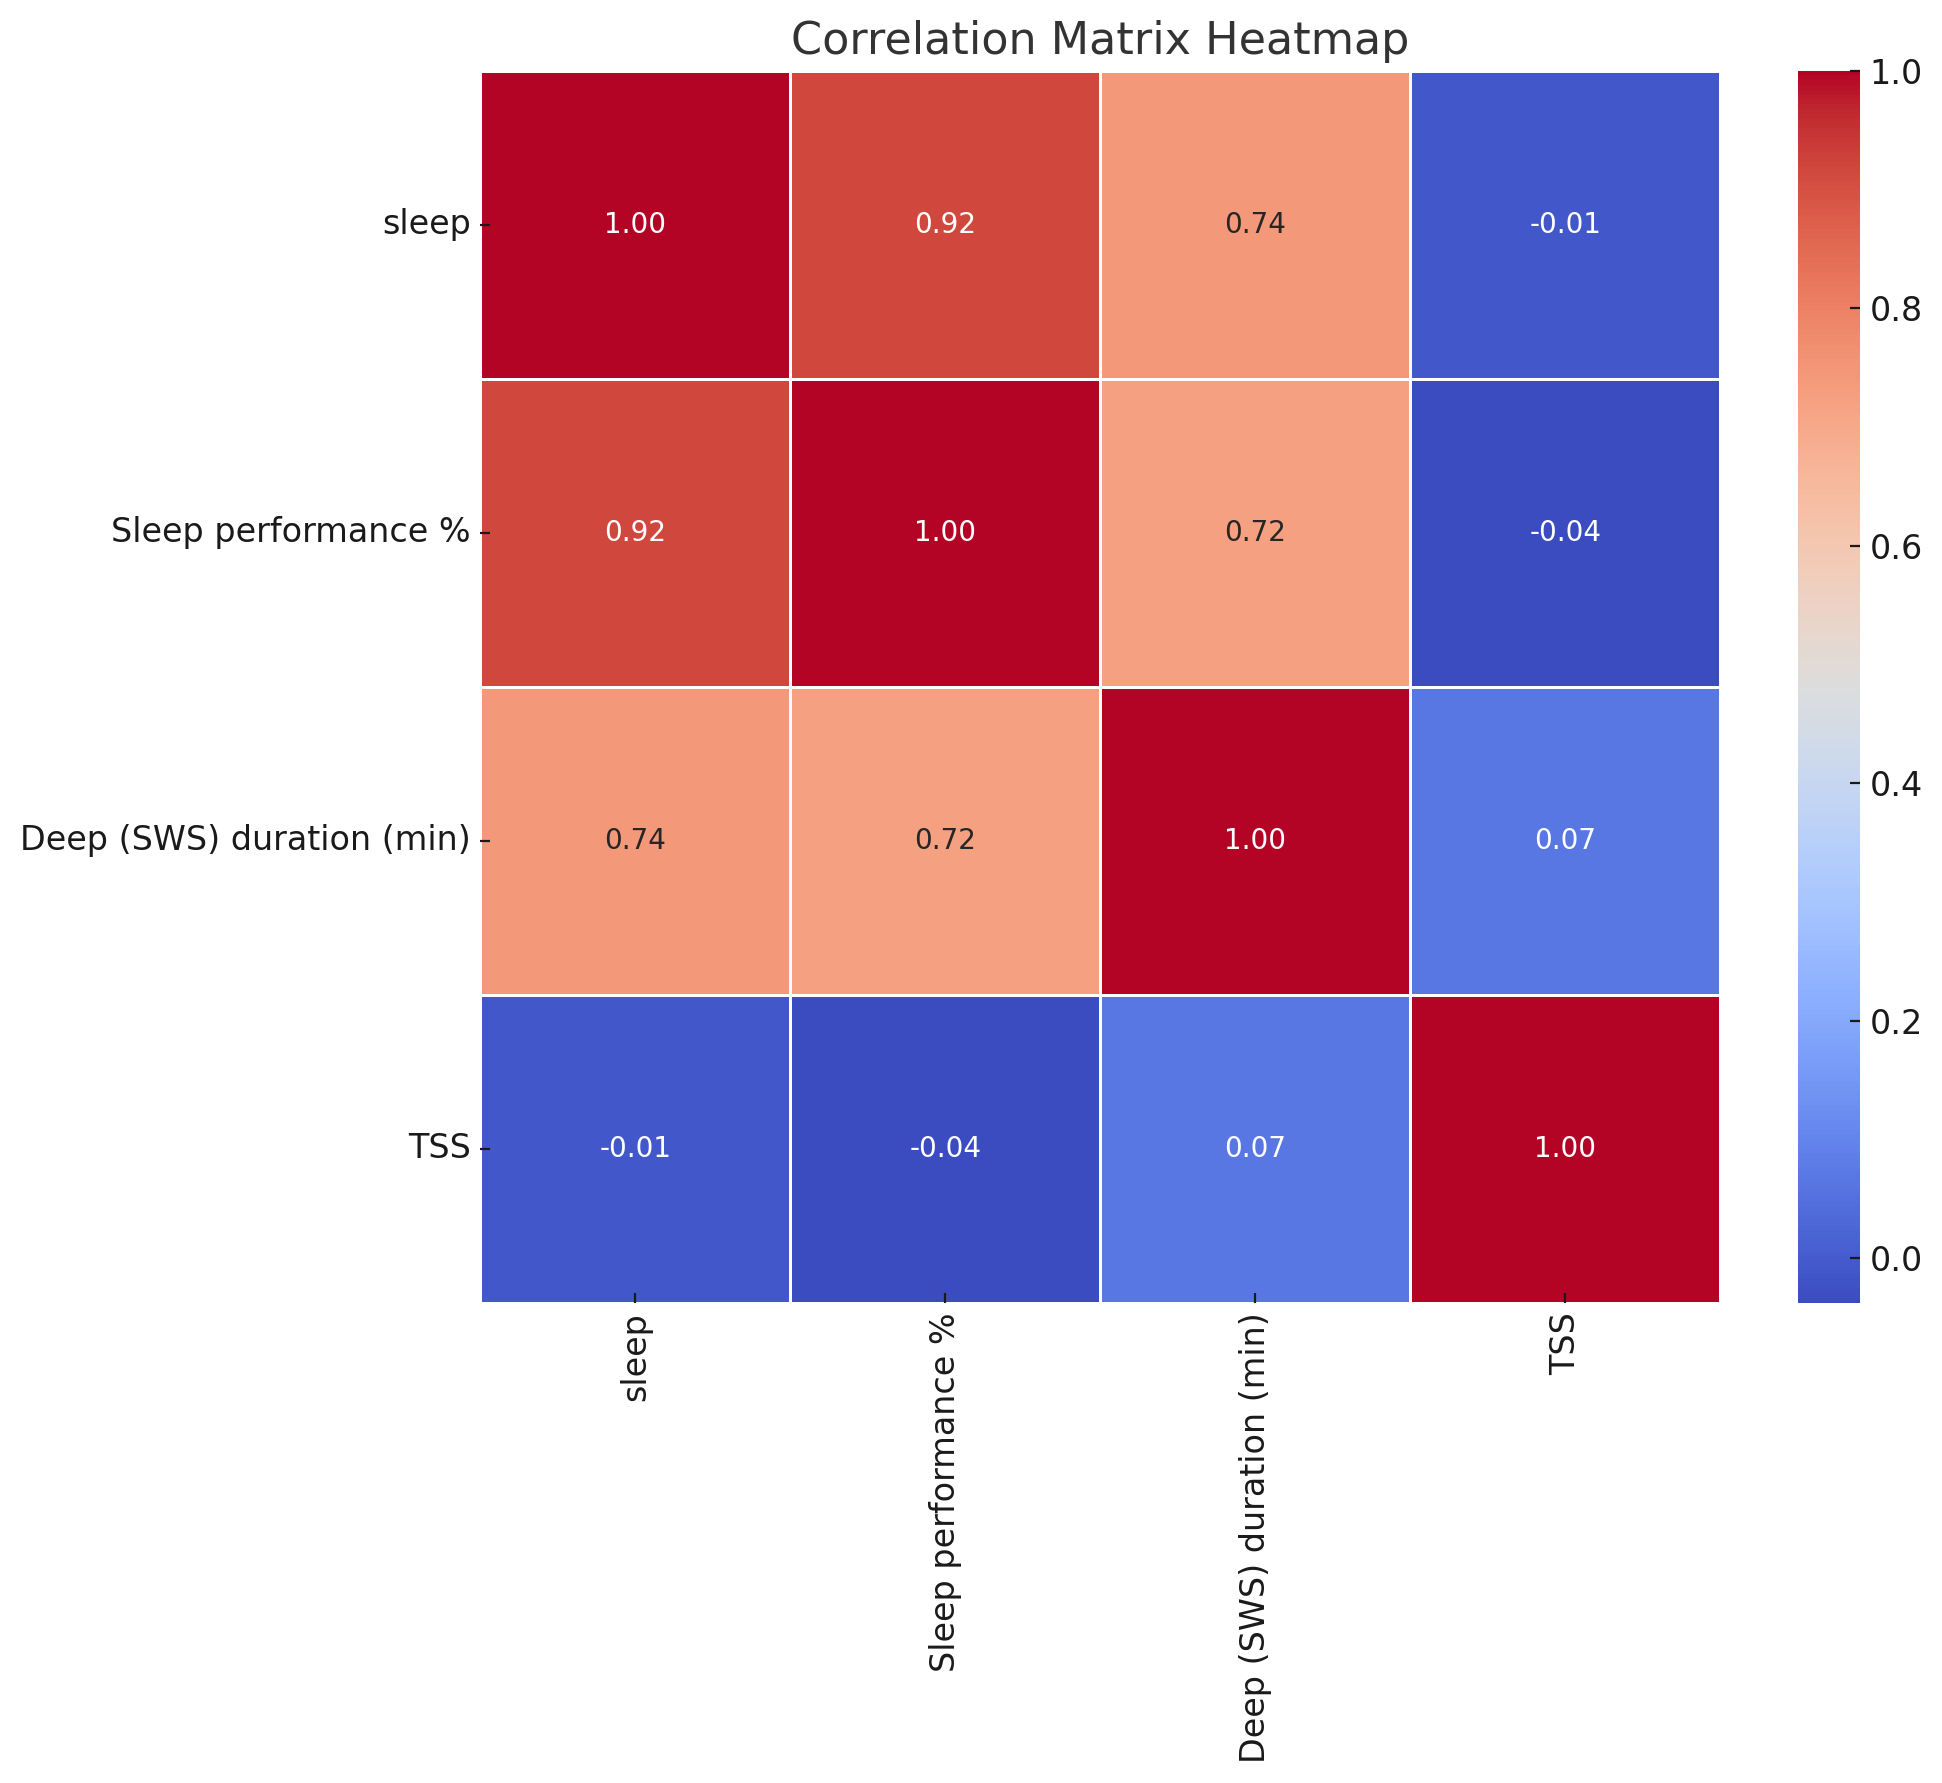 Correlation Matrix Heatmap
sleep
1.00
0.92
0.74
-0.01
Sleep performance %
0.92
1.00
0.72
-0.04
Deep (SWS) duration (min)
0.74
0.72
1.00
0.07
TSS
-0.01
-0.04
0.07
1.00
sleep
Sleep performance %
Deep (SWS) duration (min)
TSS
1.0
0.8
0.6
0.4
0.2
0.0